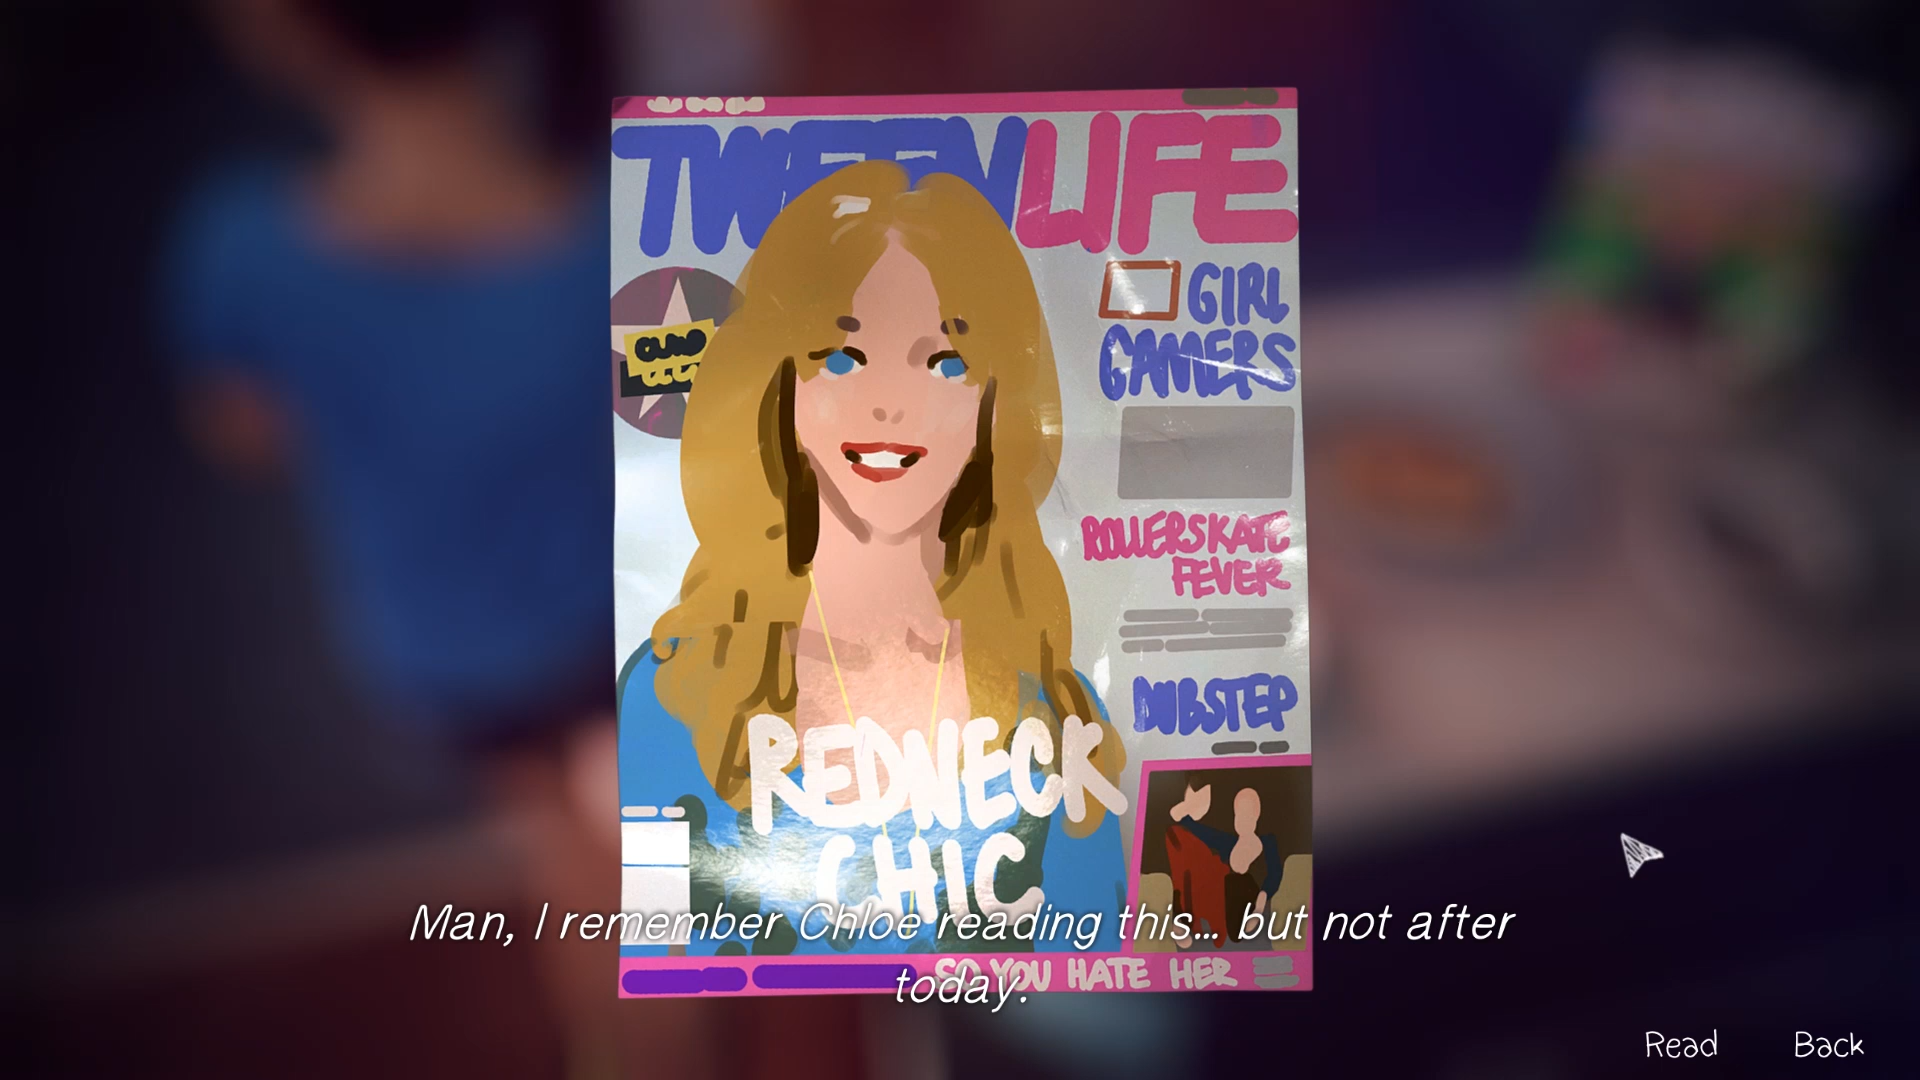 TWEENLIFE
GIRL
GAMERS
ROLLERSKATE
FEVER
DUBSTEP
REDNECK
CHIC
Man, I remember Chloe reading this... but not after
today.
SO YOU HATE HER
Read
Back